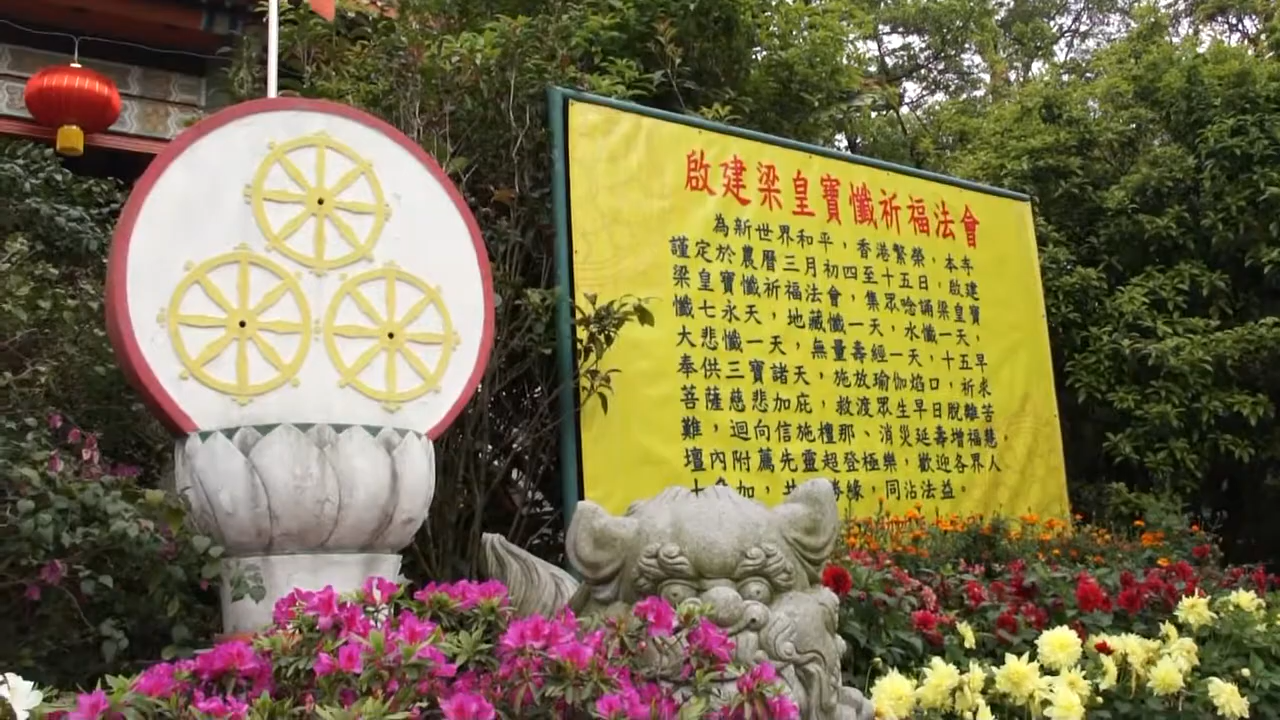 啟建梁皇寶懺祈福法會
為新世界和平，香港繁榮，本寺
謹定於農曆三月初四至十五日，啟建
梁皇寶懺祈福法會，集眾唸誦梁皇寶
懺七永天，地藏懺一天，水懺一天，
大悲懺一天，無量壽經一天，十五早
奉供三寶諸天，施放瑜伽焰口，祈求
菩薩慈悲加庇，救渡眾生早日脫離苦
難，迴向信施檀那、消災延壽增福慧。
壇內附薦先靈超登極樂，歡迎各界人
士參加，共勝緣，同沾法益。